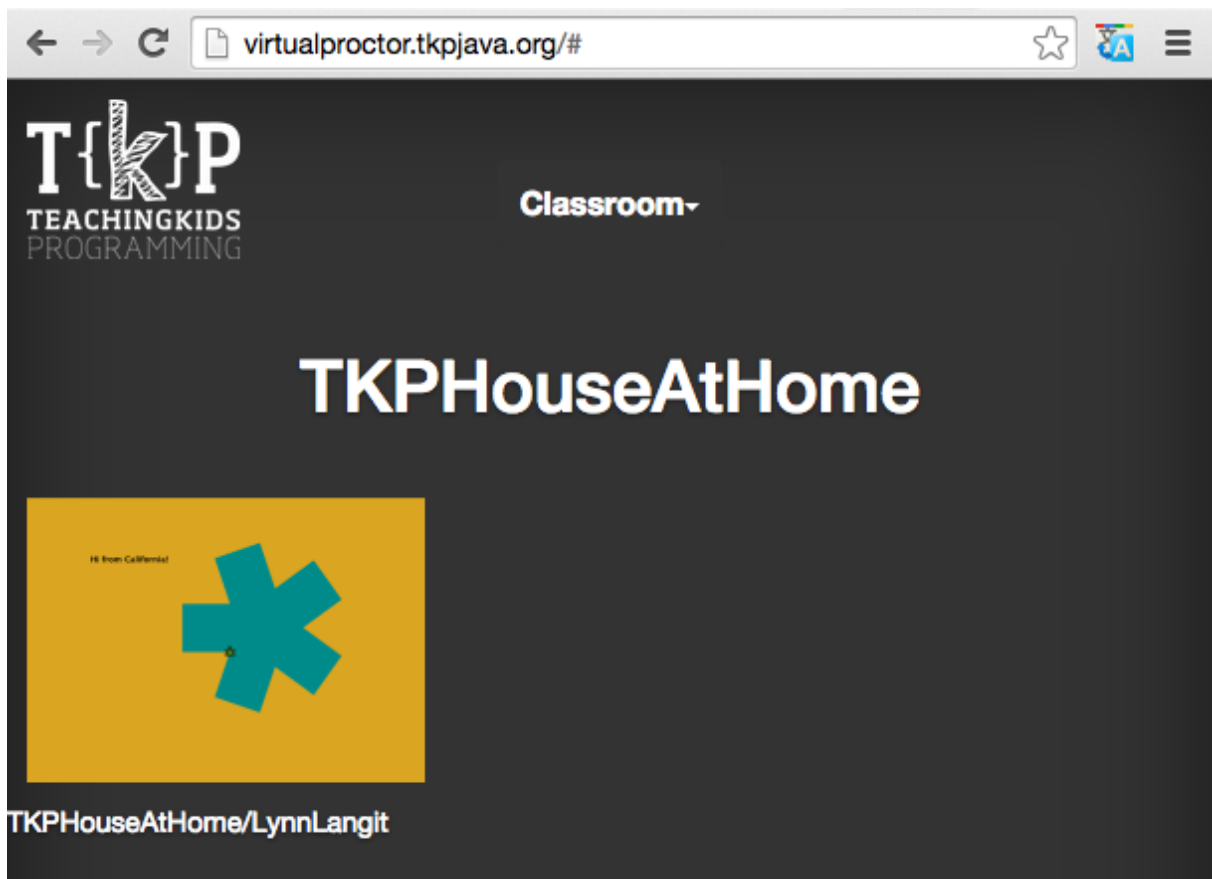 virtualproctor.tkpjava.org/#
T{k}P
TEACHINGKIDS
PROGRAMMING
Classroom
TKPHouseAtHome
Hi from California!
TKPHouseAtHome/LynnLangit